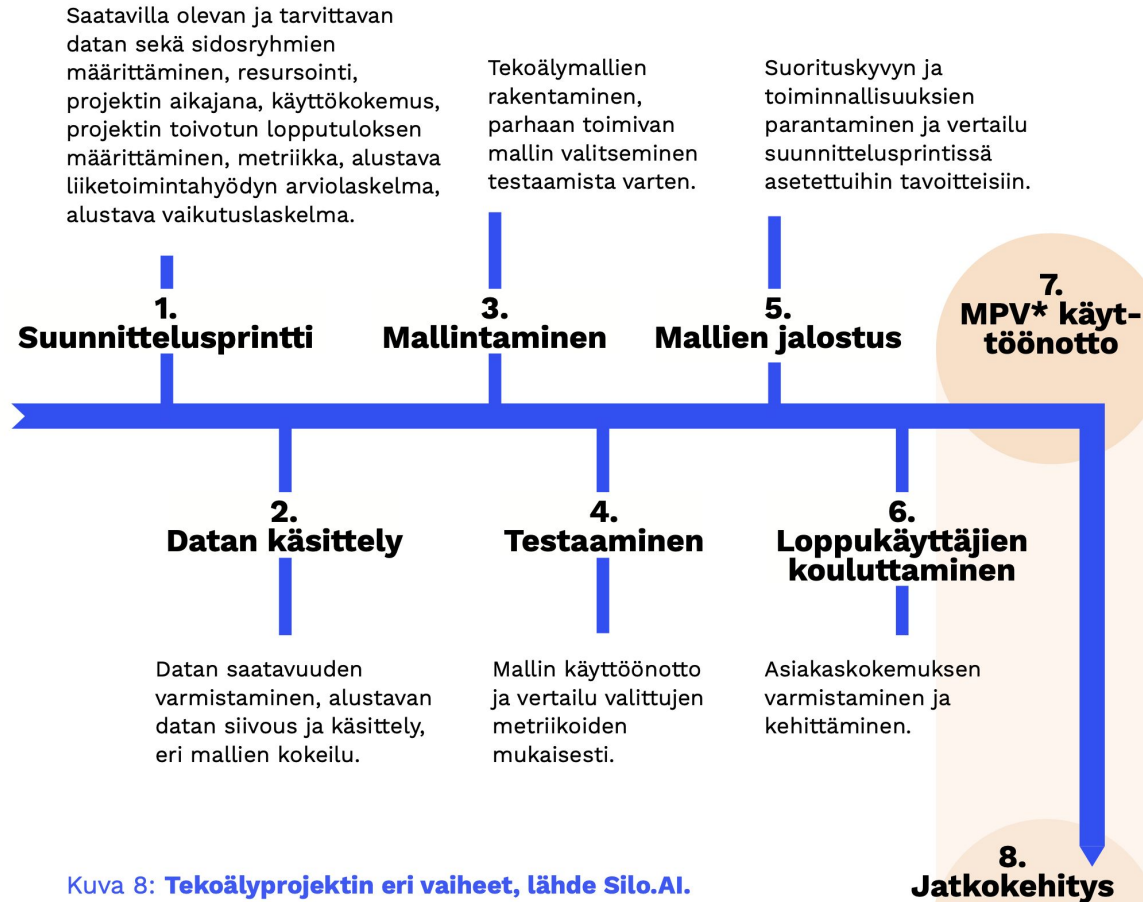 Saatavilla olevan ja tarvittavan
datan sekä sidosryhmien
määrittäminen, resursointi,
projektin aikajana, käyttökokemus,
projektin toivotun lopputuloksen
määrittäminen, metriikka, alustava
liiketoimintahyödyn arviolaskelma,
alustava vaikutuslaskelma.
1.
Suunnittelusprintti
2.
Datan käsittely
Datan saatavuuden
varmistaminen, alustavan
datan siivous ja käsittely,
eri mallien kokeilu.
Tekoälymallien
rakentaminen,
parhaan toimivan
mallin valitseminen
testaamista varten.
3.
Mallintaminen
4.
Testaaminen
Mallin käyttöönotto
ja vertailu valittujen
metriikoiden
mukaisesti.
Suorituskyvyn ja
toiminnallisuuksien
parantaminen ja vertailu
suunnittelusprintissä
asetettuihin tavoitteisiin.
5.
Mallien jalostus
6.
Loppukäyttäjien
kouluttaminen
Asiakaskokemuksen
varmistaminen ja
kehittäminen.
7.
MPV* käyt-
töönotto
8.
Jatkokehitys
Kuva 8: Tekoälyprojektin eri vaiheet, lähde Silo.AI.